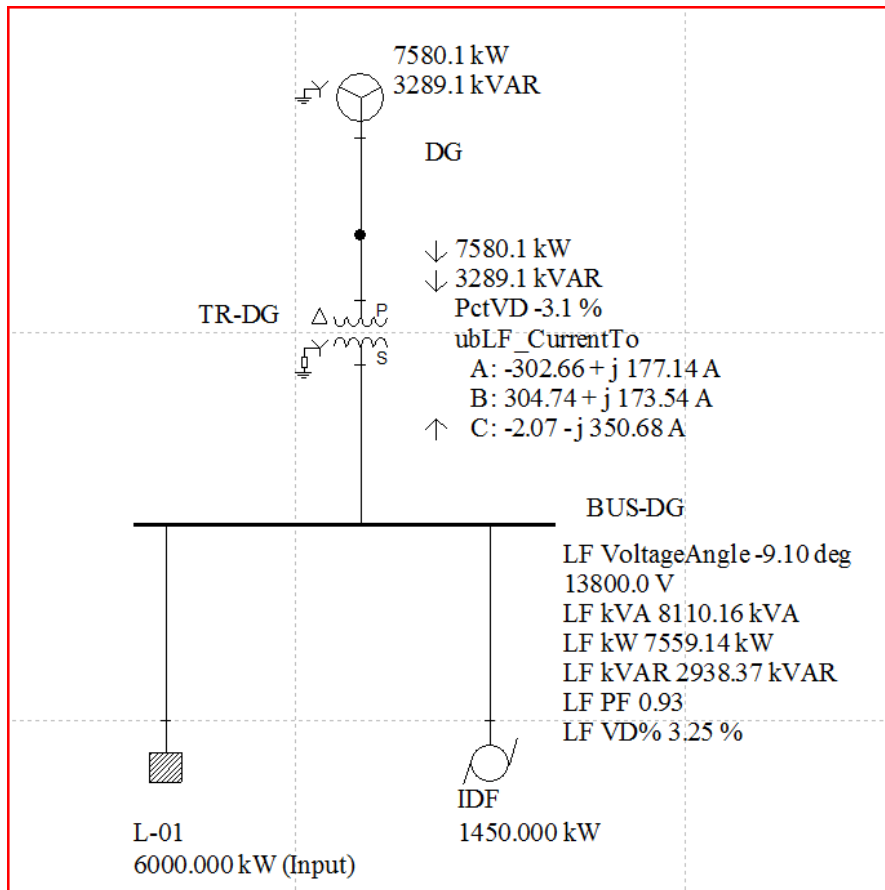 7580.1 kW
3289.1 kVAR
DG
7580.1 kW
3289.1 kVAR
PctVD -3.1 %
TR-DG
P
S
ubLF_CurrentTo
A: -302.66 + j 177.14 A
B: 304.74 + j 173.54 A
C: -2.07 - j 350.68 A
BUS-DG
LF VoltageAngle -9.10 deg
13800.0 V
LF kVA 8110.16 kVA
LF kW 7559.14 kW
LF kVAR 2938.37 kVAR
LF PF 0.93
LF VD% 3.25 %
L-01
6000.000 kW (Input)
IDF
1450.000 kW